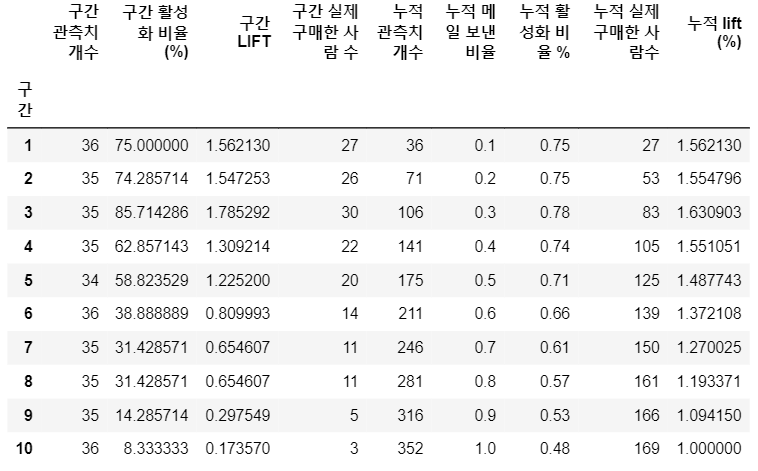 구간 관측치 개수 구간 활성화 비율 (%) 구간 LIFT 구간 실제 구매한 사람 수 누적 관측치 개수 누적 메일 보낸 비율 누적 활성화 비율 % 누적 실제 구매한 사람수 누적 lift (%)
구간
1 36 75.000000 1.562130 27 36 0.1 0.75 27 1.562130
2 35 74.285714 1.547253 26 71 0.2 0.75 53 1.554796
3 35 85.714286 1.785292 30 106 0.3 0.78 83 1.630903
4 35 62.857143 1.309214 22 141 0.4 0.74 105 1.551051
5 34 58.823529 1.225200 20 175 0.5 0.71 125 1.487743
6 36 38.888889 0.809993 14 211 0.6 0.66 139 1.372108
7 35 31.428571 0.654607 11 246 0.7 0.61 150 1.270025
8 35 31.428571 0.654607 11 281 0.8 0.57 161 1.193371
9 35 14.285714 0.297549 5 316 0.9 0.53 166 1.094150
10 36 8.333333 0.173570 3 352 1.0 0.48 169 1.000000